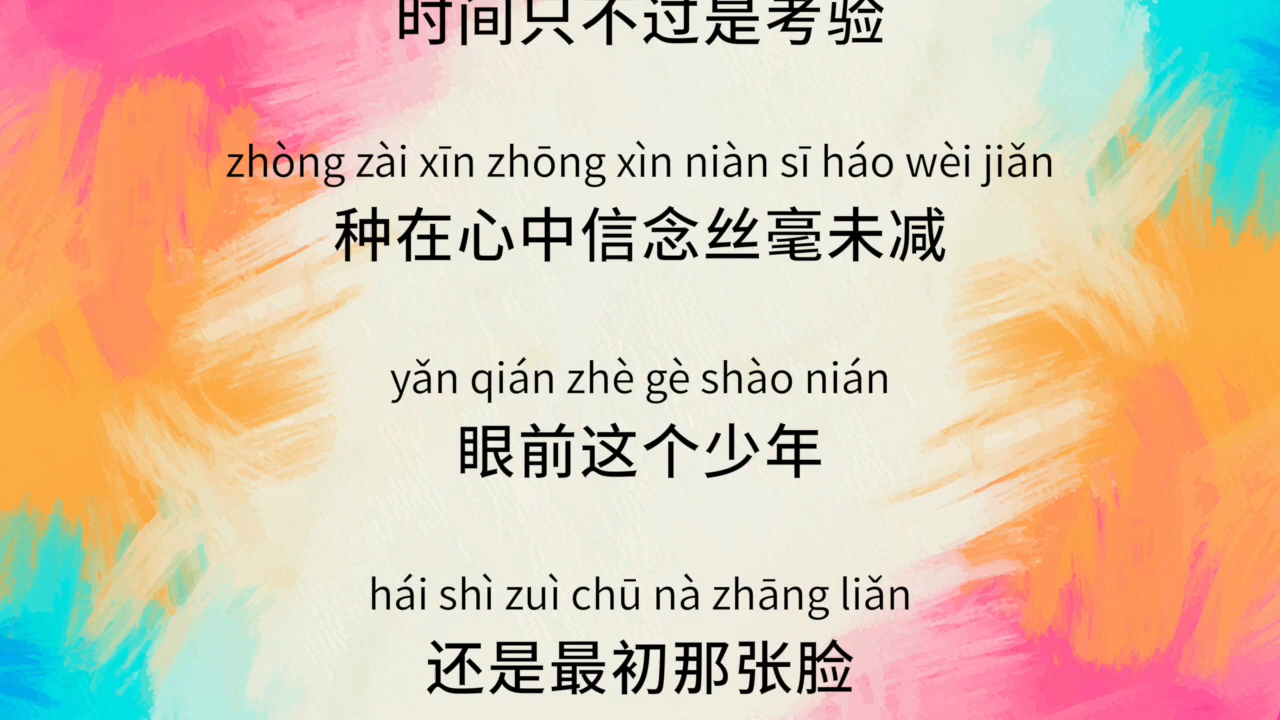 时间只不过是考验
zhòng zài xīn zhōng xìn niàn sī háo wèi jiǎn
种在心中信念丝毫未减
yǎn qián zhè gè shào nián
眼前这个少年
hái shì zuì chū nà zhāng liǎn
还是最初那张脸